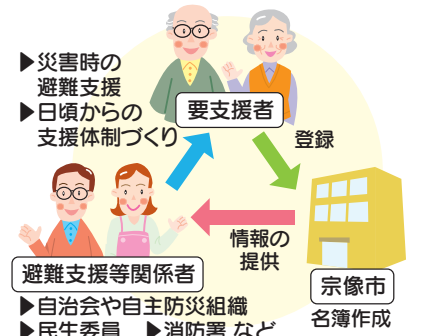 ▶災害時の
避難支援
▶日頃からの
支援体制づくり
要支援者
登録
情報の
提供
避難支援等関係者
宗像市
名簿作成
▶自治会や自主防災組織
▶民生委員 ▶消防署 など